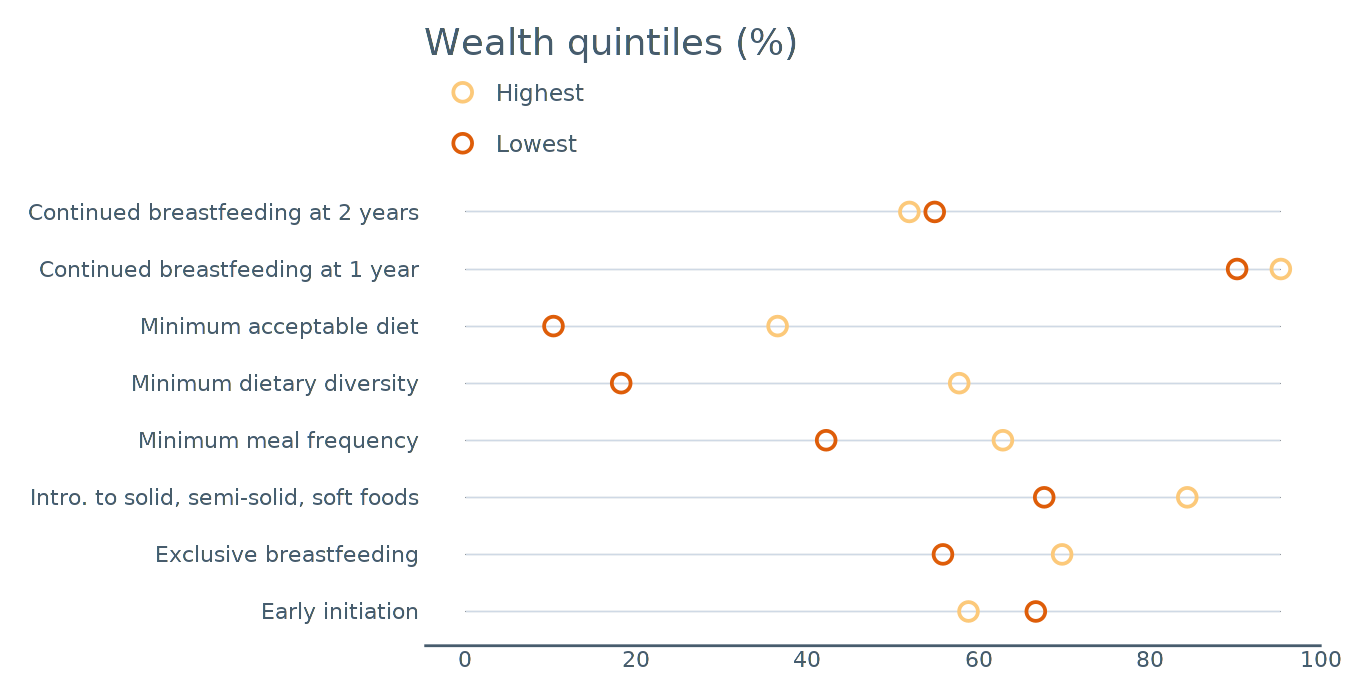 Wealth quintiles (%)
Highest
Lowest
Continued breastfeeding at 2 years
Continued breastfeeding at 1 year
Minimum acceptable diet
Minimum dietary diversity
Minimum meal frequency
Intro. to solid, semi-solid, soft foods
Exclusive breastfeeding
Early initiation
0 20 40 60 80 100